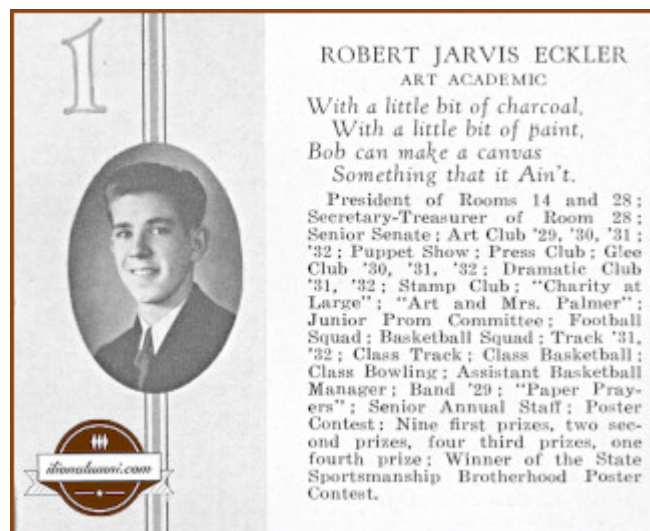 1
ROBERT JARVIS ECKLER
ART ACADEMIC
With a little bit of charcoal,
With a little bit of paint,
Bob can make a canvas
Something that it Ain't.
President of Rooms 14 and 28;
Secretary-Treasurer of Room 28;
Senior Senate; Art Club '29, '30, '31;
'32; Puppet Show; Press Club; Glee
Club '30, '31, '32; Dramatic Club
'31, '32; Stamp Club; "Charity at
Large"; "Art and Mrs. Palmer";
Junior Prom Committee; Football
Squad; Basketball Squad; Track '31,
'32; Class Track; Class Basketball;
Class Bowling; Assistant Basketball
Manager; Band '29; "Paper Pray-
ers"; Senior Annual Staff; Poster
Contest: Nine first prizes, two sec-
ond prizes, four third prizes, one
fourth prize; Winner of the State
Sportsmanship Brotherhood Poster
Contest.
ilionalumni.com